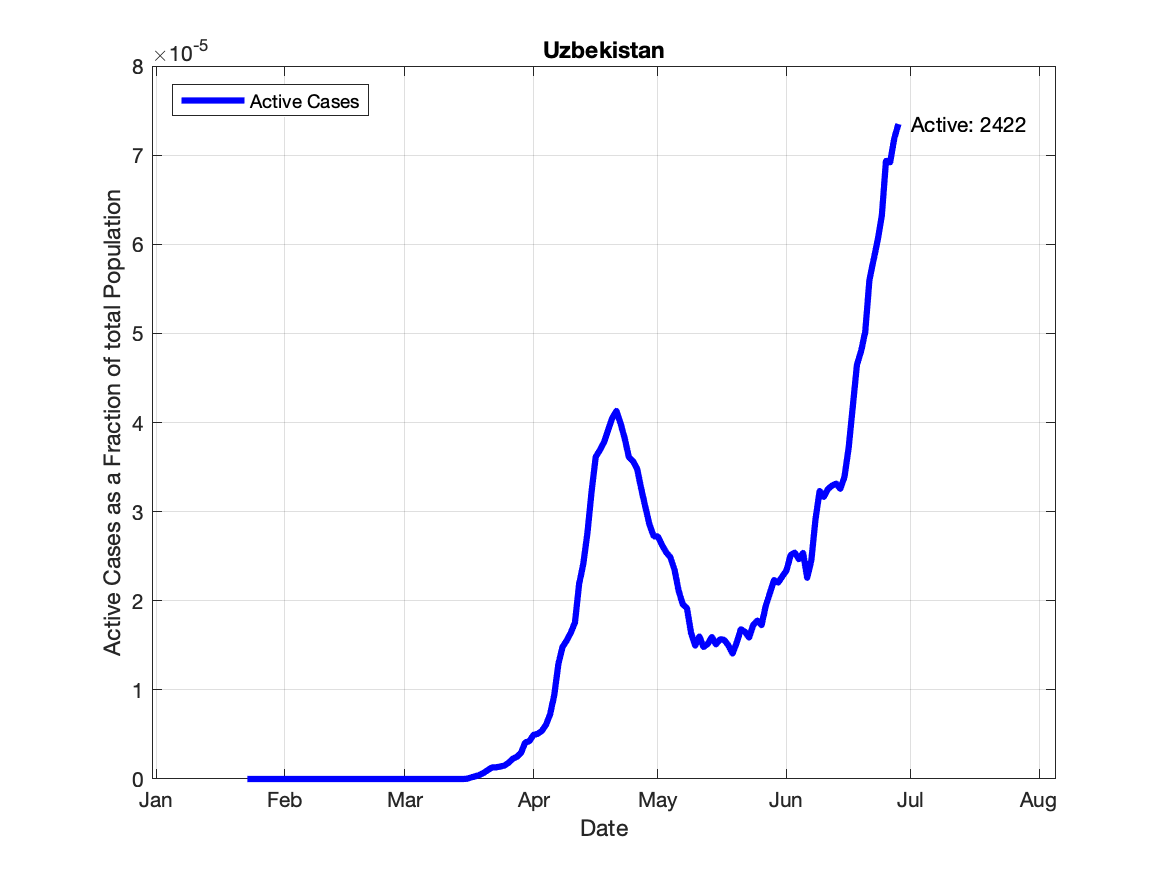 Uzbekistan
×10-5
Active Cases
Active: 2422
8
7
6
5
4
3
2
1
0
Active Cases as a Fraction of total Population
Jan Feb Mar Apr May Jun Jul Aug
Date